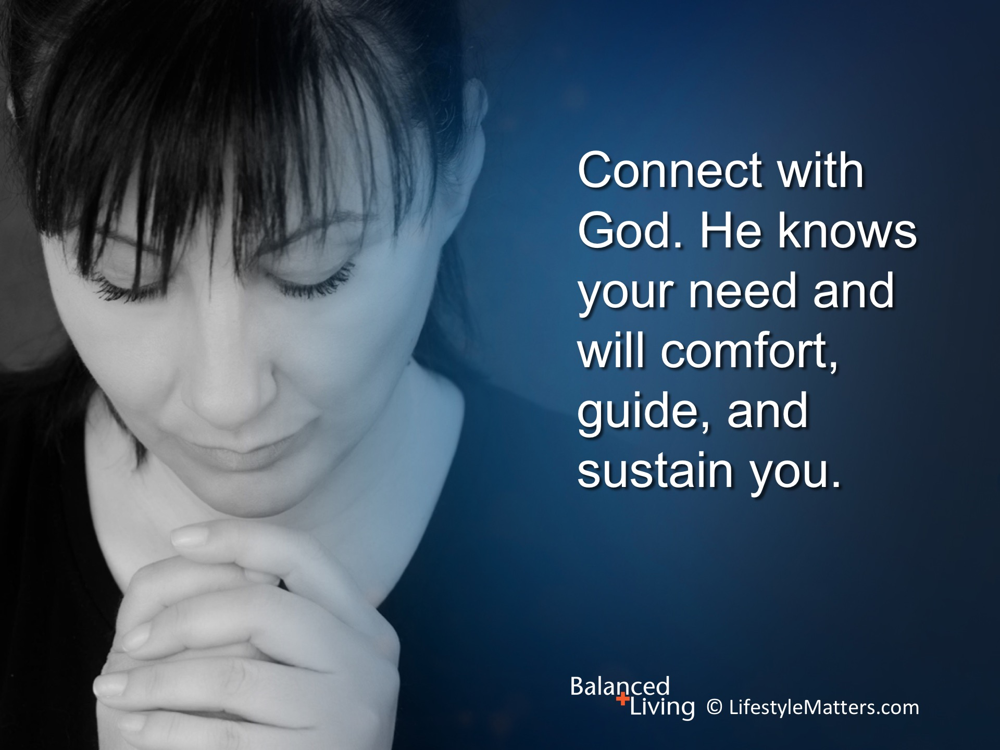 Connect with
God. He knows
your need and
will comfort,
guide, and
sustain you.
Balanced
Living © LifestyleMatters.com